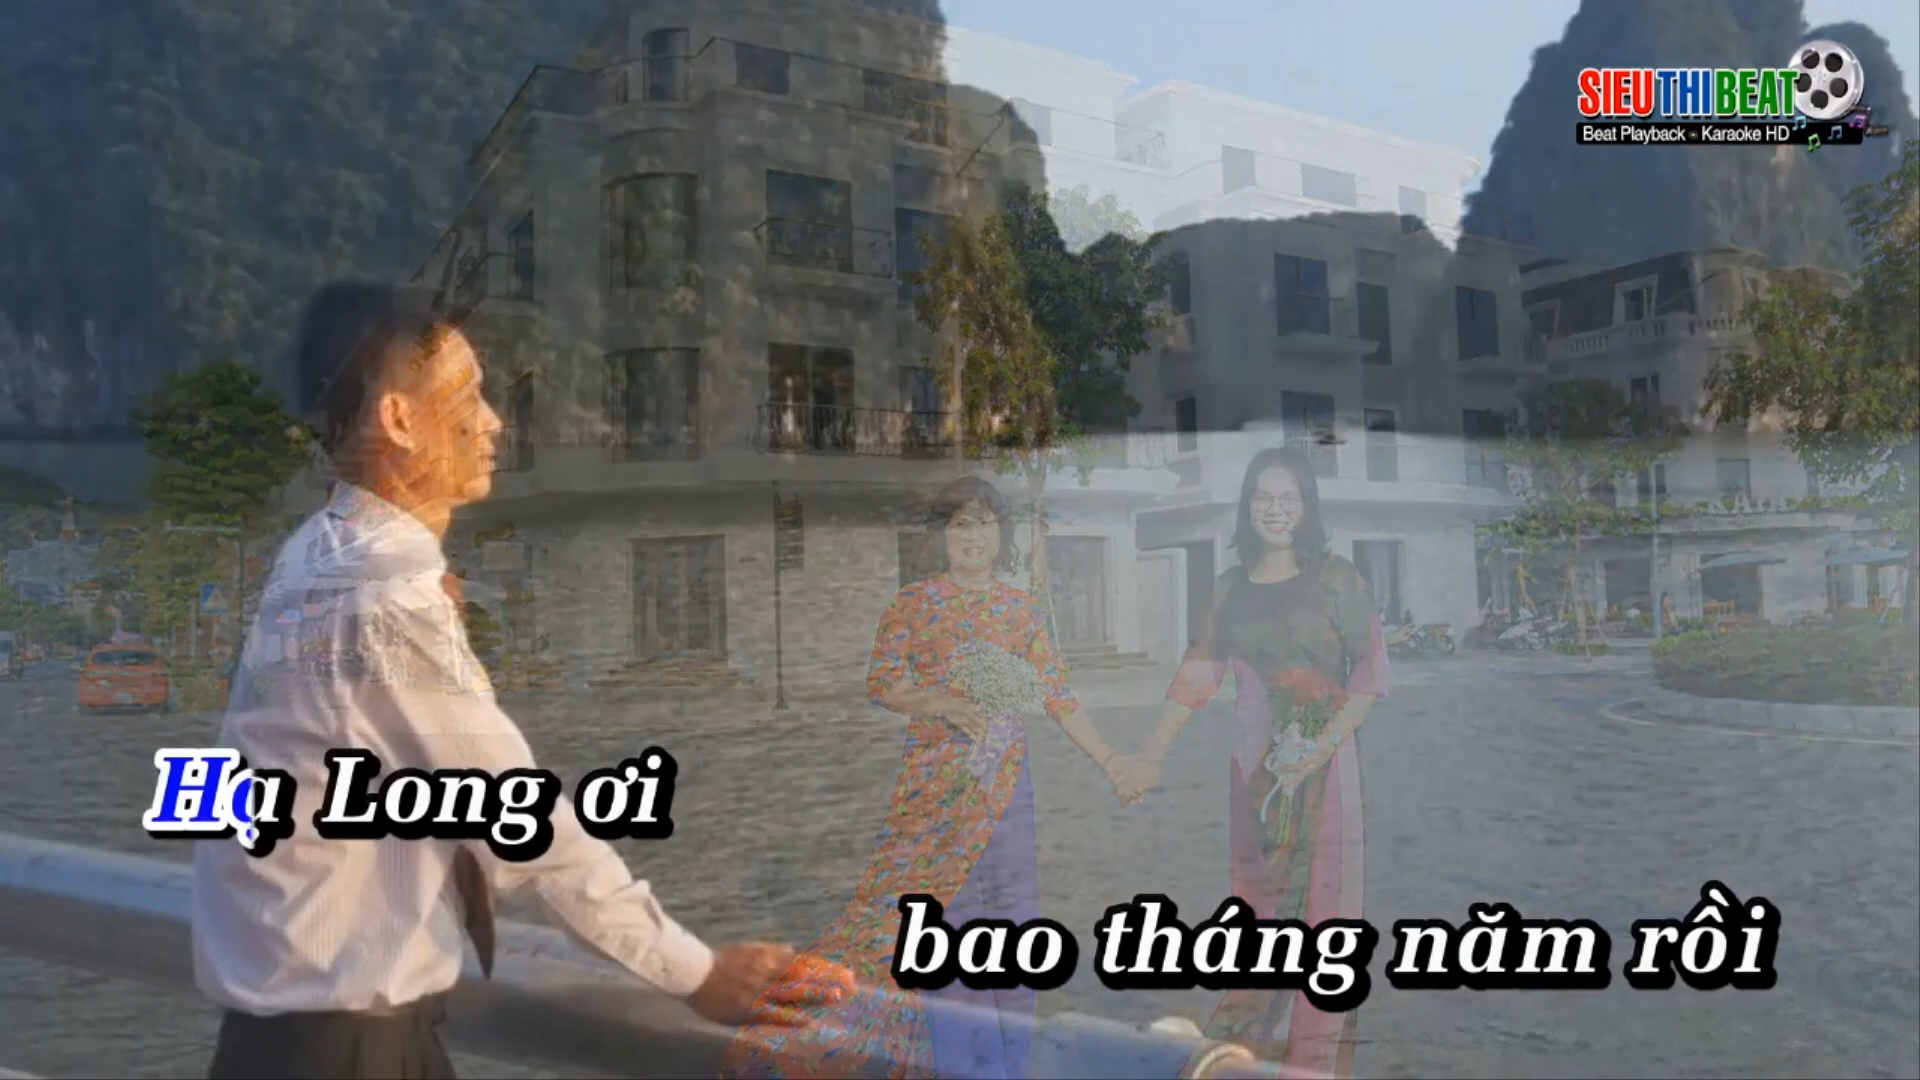 SIEUTHIBEAT
Beat Playback - Karaoke HD
Hạ Long ơi
bao tháng năm rồi